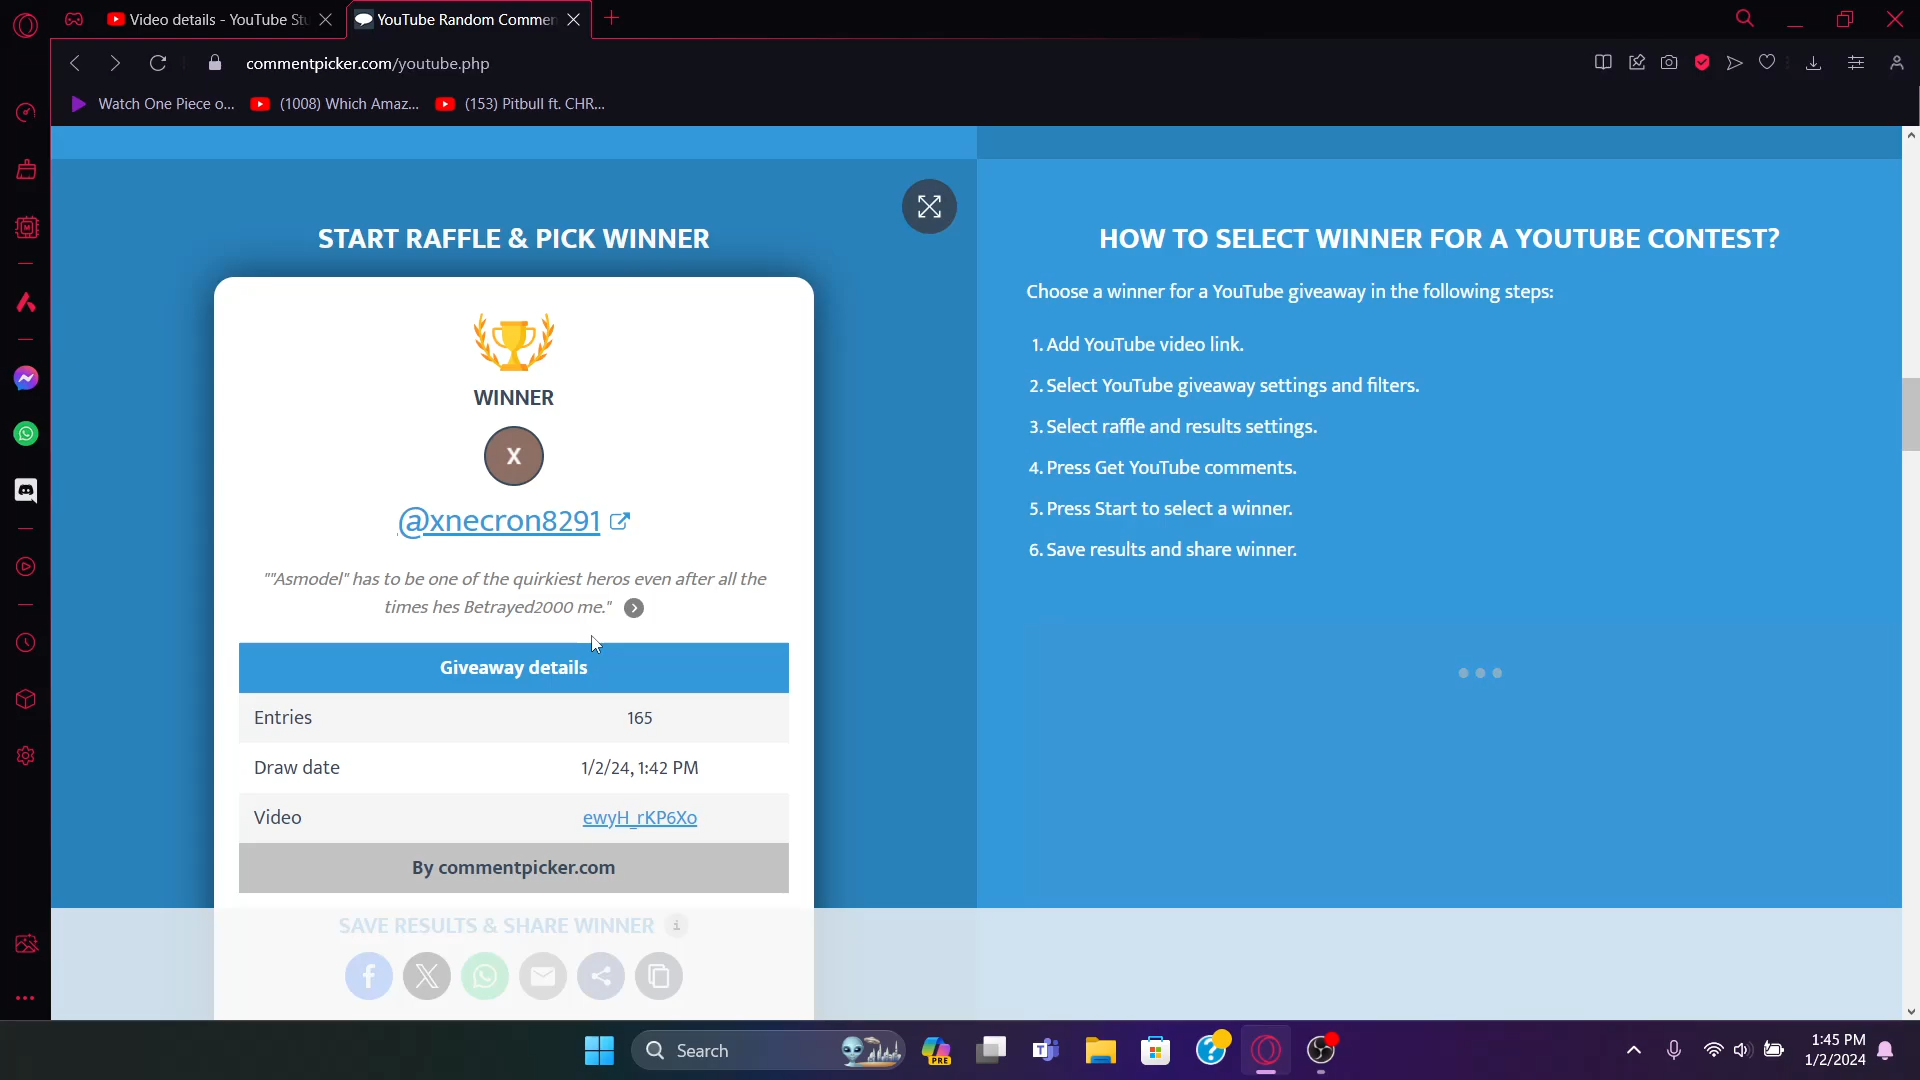 Video details - YouTube Stu
YouTube Random Commen
commentpicker.com/youtube.php
Watch One Piece o...
(1008) Which Amaz...
(153) Pitbull ft. CHR...
START RAFFLE & PICK WINNER
WINNER
X
@xnecron8291
""Asmodel" has to be one of the quirkiest heros even after all the
times hes Betrayed2000 me."
Giveaway details
Entries 165
Draw date 1/2/24, 1:42 PM
Video ewyH_rKP6Xo
By commentpicker.com
SAVE RESULTS & SHARE WINNER i
HOW TO SELECT WINNER FOR A YOUTUBE CONTEST?
Choose a winner for a YouTube giveaway in the following steps:
1. Add YouTube video link.
2. Select YouTube giveaway settings and filters.
3. Select raffle and results settings.
4. Press Get YouTube comments.
5. Press Start to select a winner.
6. Save results and share winner.
Search
PRE
1:45 PM
1/2/2024